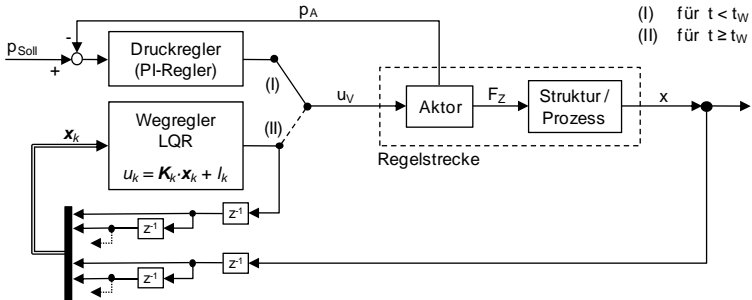 p_A
(I) für t < t_W
(II) für t ≥ t_W
p_Soll
-
+
Druckregler
(PI-Regler)
(I)
(II)
u_V
Aktor
F_Z
Struktur /
Prozess
x
Regelstrecke
x_k
Wegregler
LQR
u_k = K_k·x_k + l_k
z⁻¹
z⁻¹
z⁻¹
z⁻¹